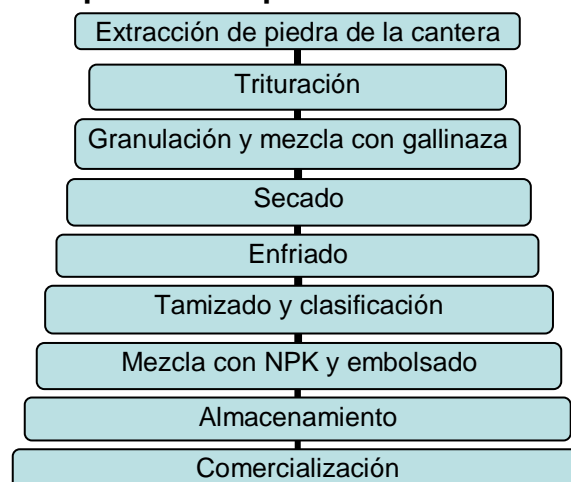 Extracción de piedra de la cantera
Trituración
Granulación y mezcla con gallinaza
Secado
Enfriado
Tamizado y clasificación
Mezcla con NPK y embolsado
Almacenamiento
Comercialización